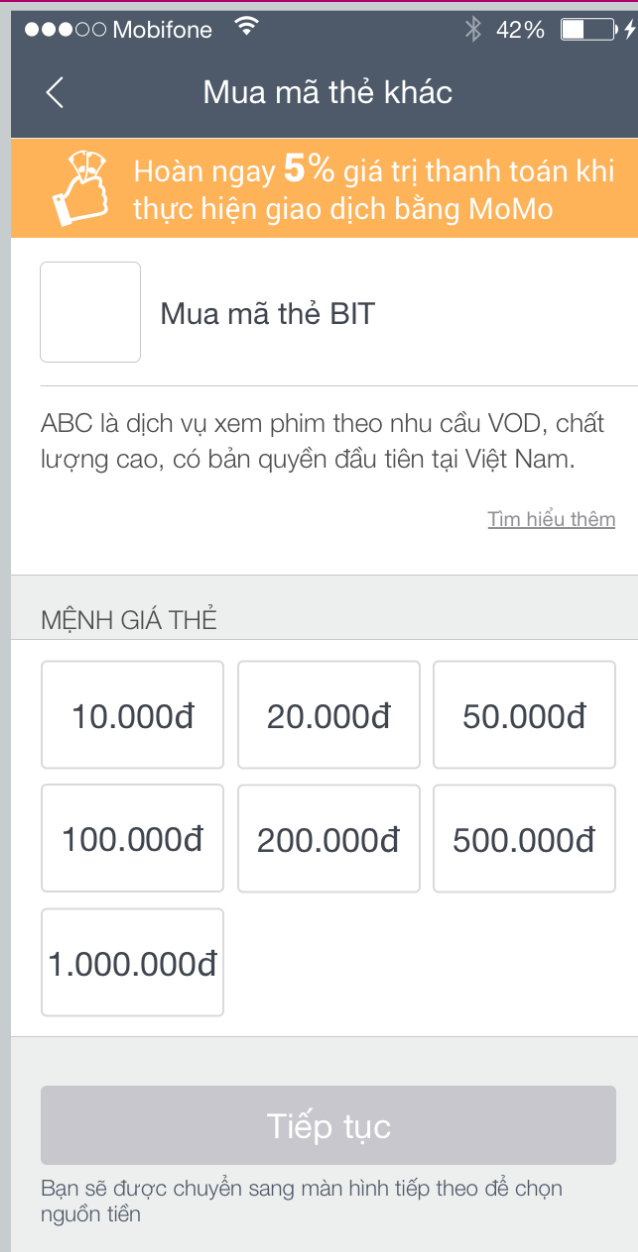 Mobifone 42%
Mua mã thẻ khác
Hoàn ngay 5% giá trị thanh toán khi
thực hiện giao dịch bằng MoMo
Mua mã thẻ BIT
ABC là dịch vụ xem phim theo nhu cầu VOD, chất
lượng cao, có bản quyền đầu tiên tại Việt Nam.
Tìm hiểu thêm
MỆNH GIÁ THẺ
10.000đ 20.000đ 50.000đ
100.000đ 200.000đ 500.000đ
1.000.000đ
Tiếp tục
Bạn sẽ được chuyển sang màn hình tiếp theo để chọn
nguồn tiền